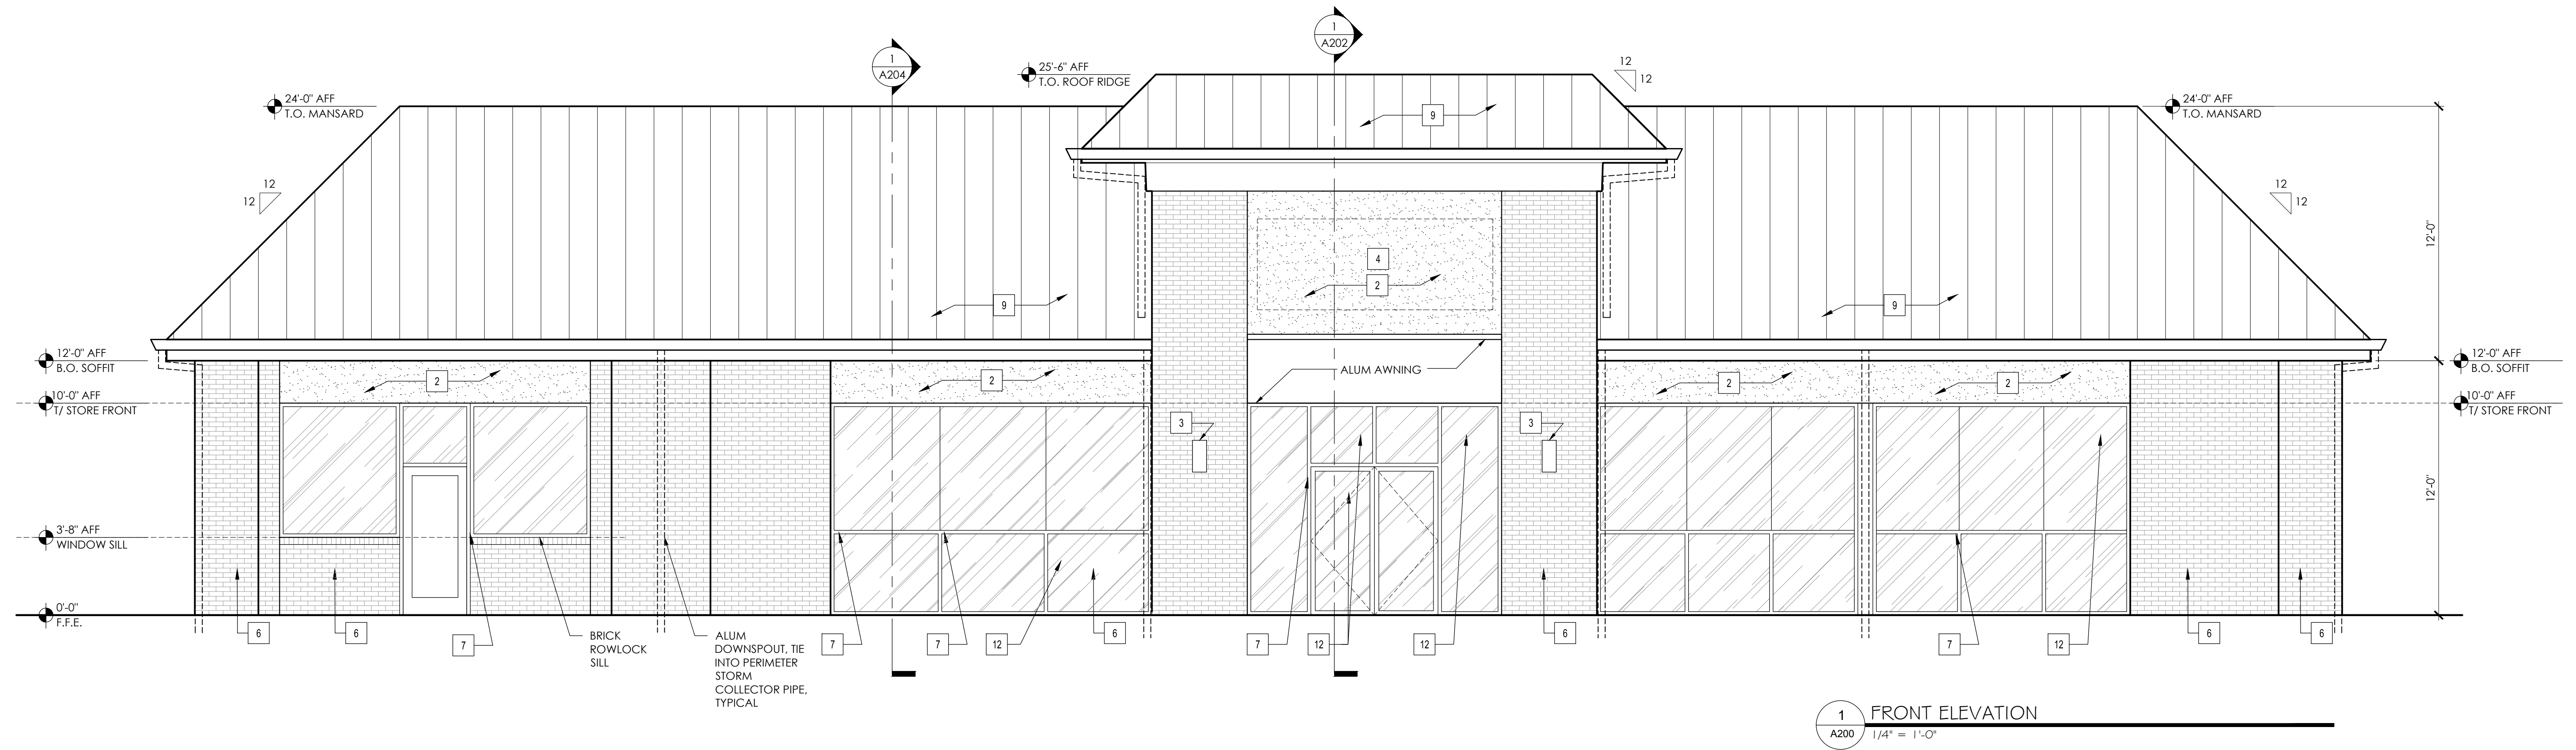 1
A202
1
A204
25'-6" AFF
T.O. ROOF RIDGE
12
12
24'-0" AFF
T.O. MANSARD
24'-0" AFF
T.O. MANSARD
9
12
12
12
12
12'-0"
4
2
9
9
12'-0" AFF
B.O. SOFFIT
12'-0" AFF
B.O. SOFFIT
ALUM AWNING
2
2
2
2
10'-0" AFF
T/ STORE FRONT
10'-0" AFF
T/ STORE FRONT
3
3
12'-0"
3'-8" AFF
WINDOW SILL
0'-0"
F.F.E.
6
6
7
BRICK
ROWLOCK
SILL
ALUM
DOWNSPOUT, TIE
INTO PERIMETER
STORM
COLLECTOR PIPE,
TYPICAL
7
7
12
6
7
12
12
6
7
12
6
6
1
A200
FRONT ELEVATION
1/4" = 1'-0"